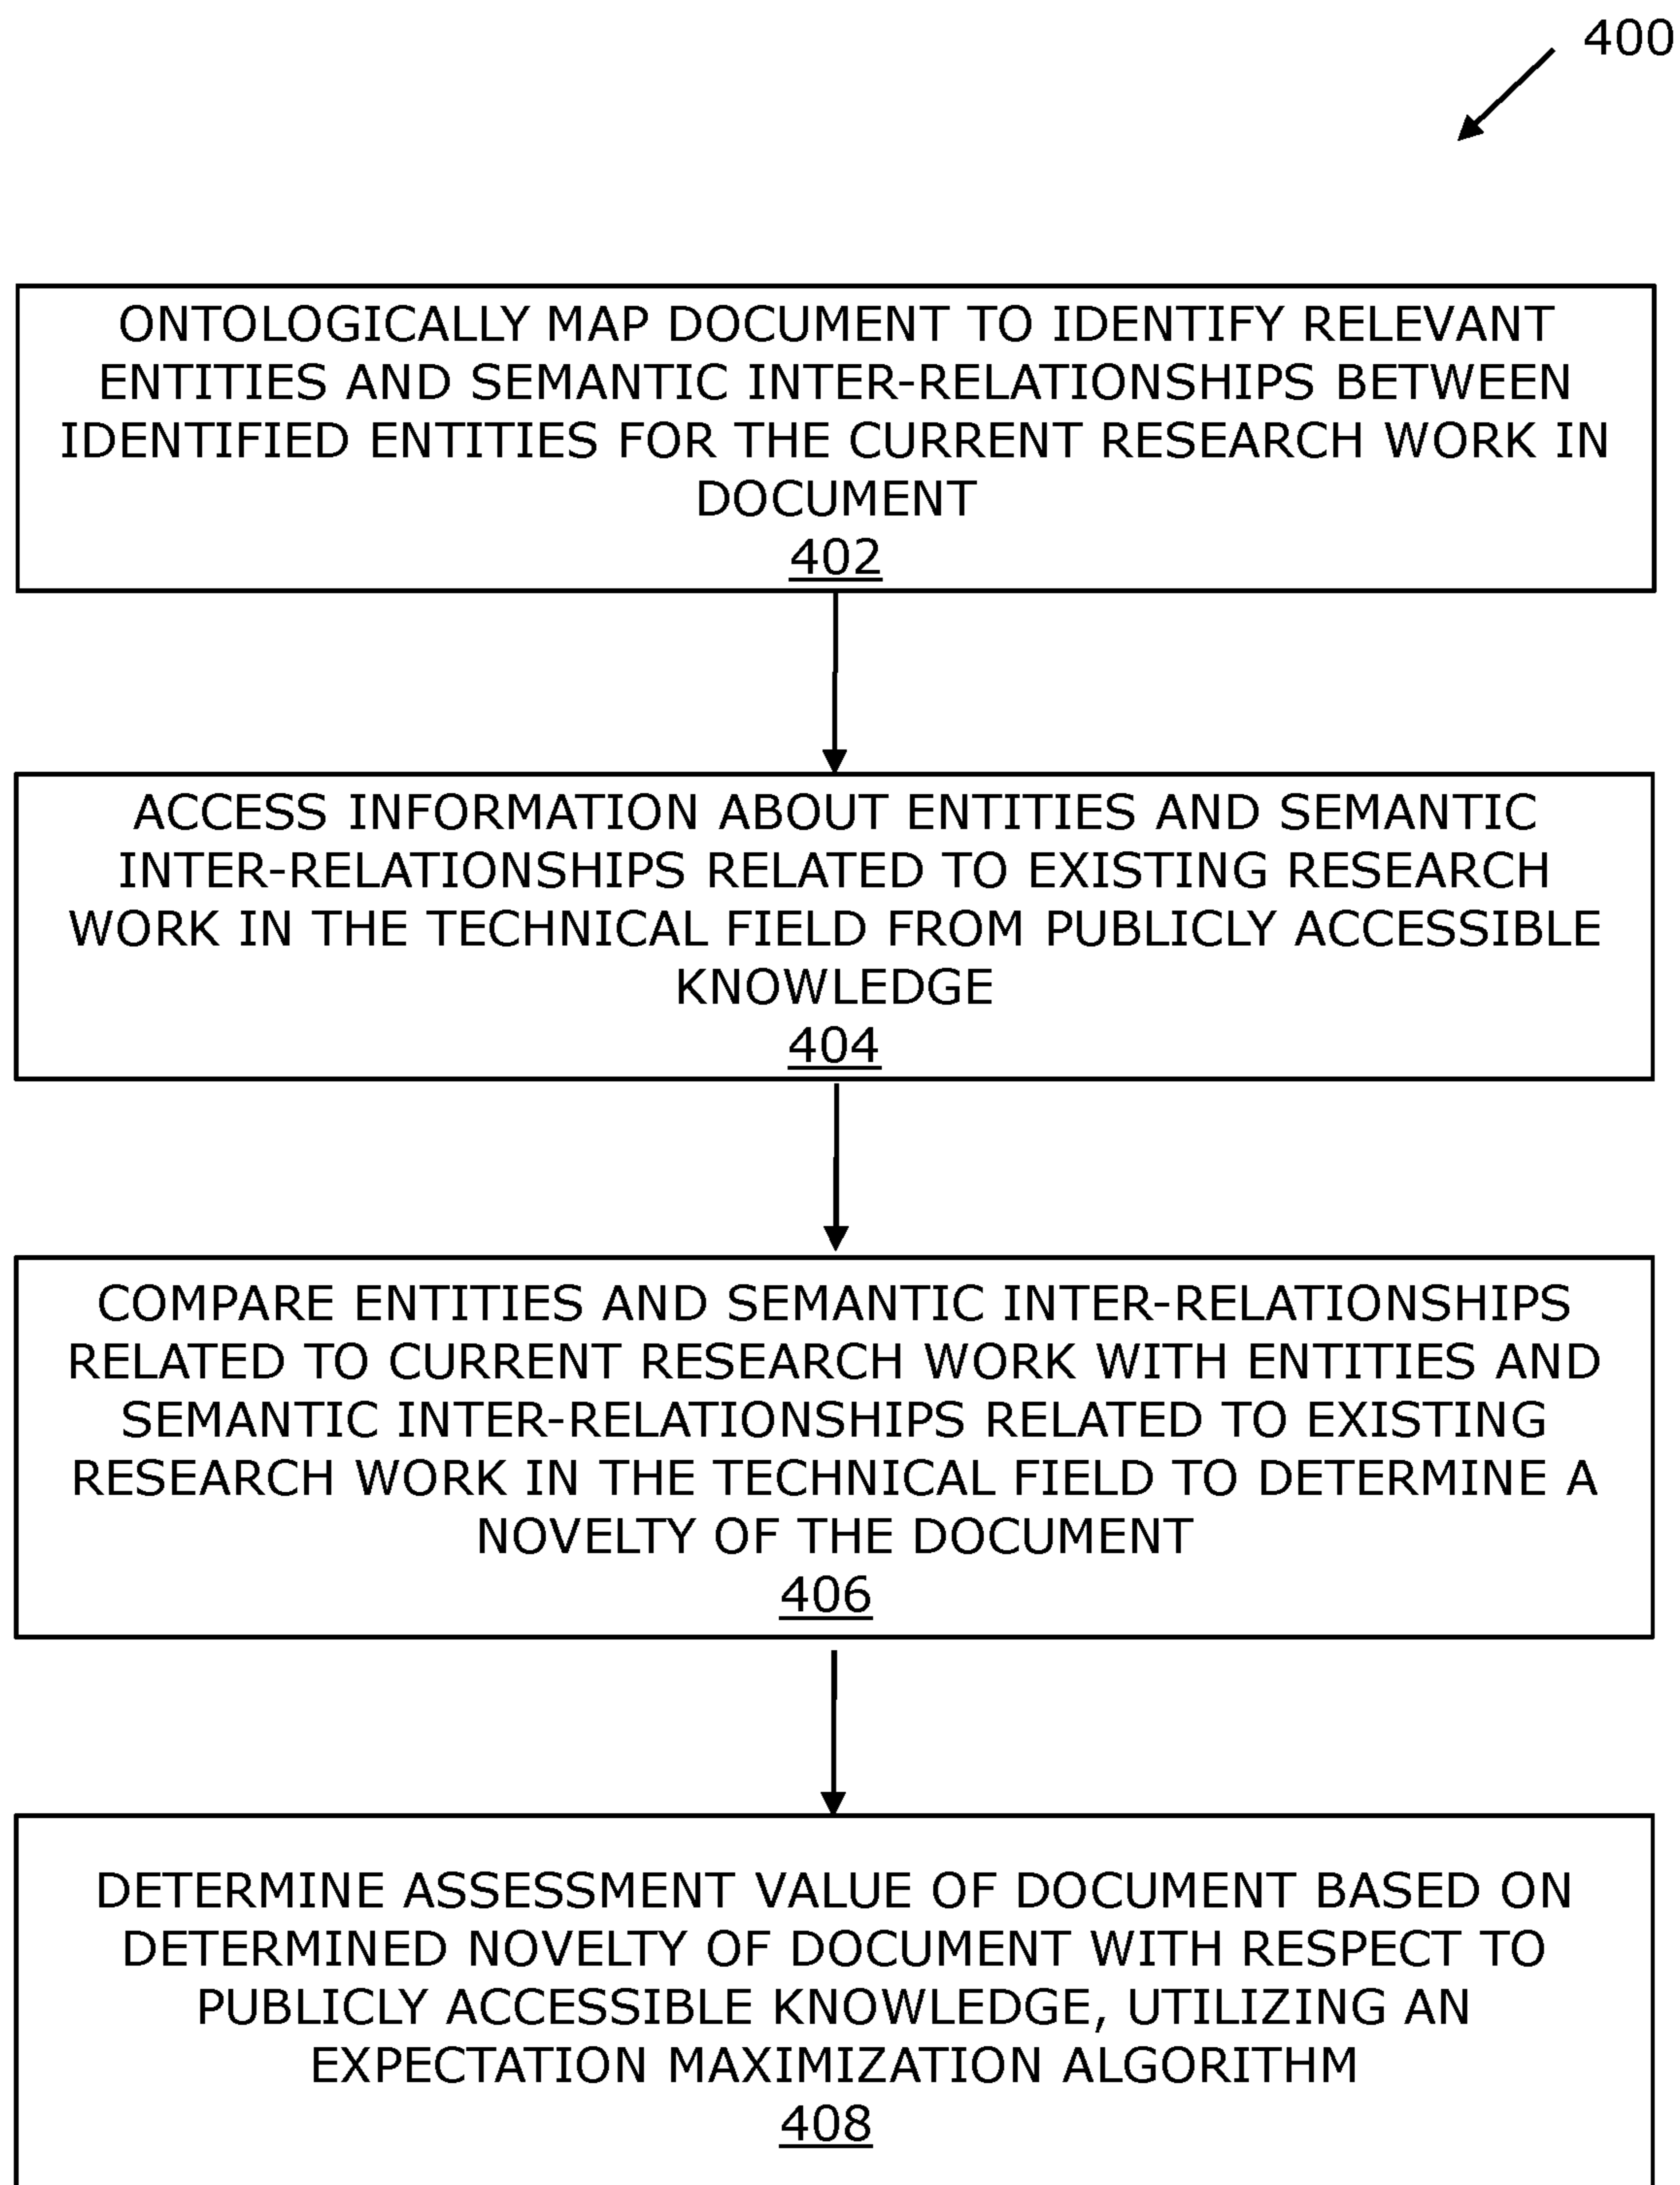 400
ONTOLOGICALLY MAP DOCUMENT TO IDENTIFY RELEVANT
ENTITIES AND SEMANTIC INTER-RELATIONSHIPS BETWEEN
IDENTIFIED ENTITIES FOR THE CURRENT RESEARCH WORK IN
DOCUMENT
402
ACCESS INFORMATION ABOUT ENTITIES AND SEMANTIC
INTER-RELATIONSHIPS RELATED TO EXISTING RESEARCH
WORK IN THE TECHNICAL FIELD FROM PUBLICLY ACCESSIBLE
KNOWLEDGE
404
COMPARE ENTITIES AND SEMANTIC INTER-RELATIONSHIPS
RELATED TO CURRENT RESEARCH WORK WITH ENTITIES AND
SEMANTIC INTER-RELATIONSHIPS RELATED TO EXISTING
RESEARCH WORK IN THE TECHNICAL FIELD TO DETERMINE A
NOVELTY OF THE DOCUMENT
406
DETERMINE ASSESSMENT VALUE OF DOCUMENT BASED ON
DETERMINED NOVELTY OF DOCUMENT WITH RESPECT TO
PUBLICLY ACCESSIBLE KNOWLEDGE, UTILIZING AN
EXPECTATION MAXIMIZATION ALGORITHM
408